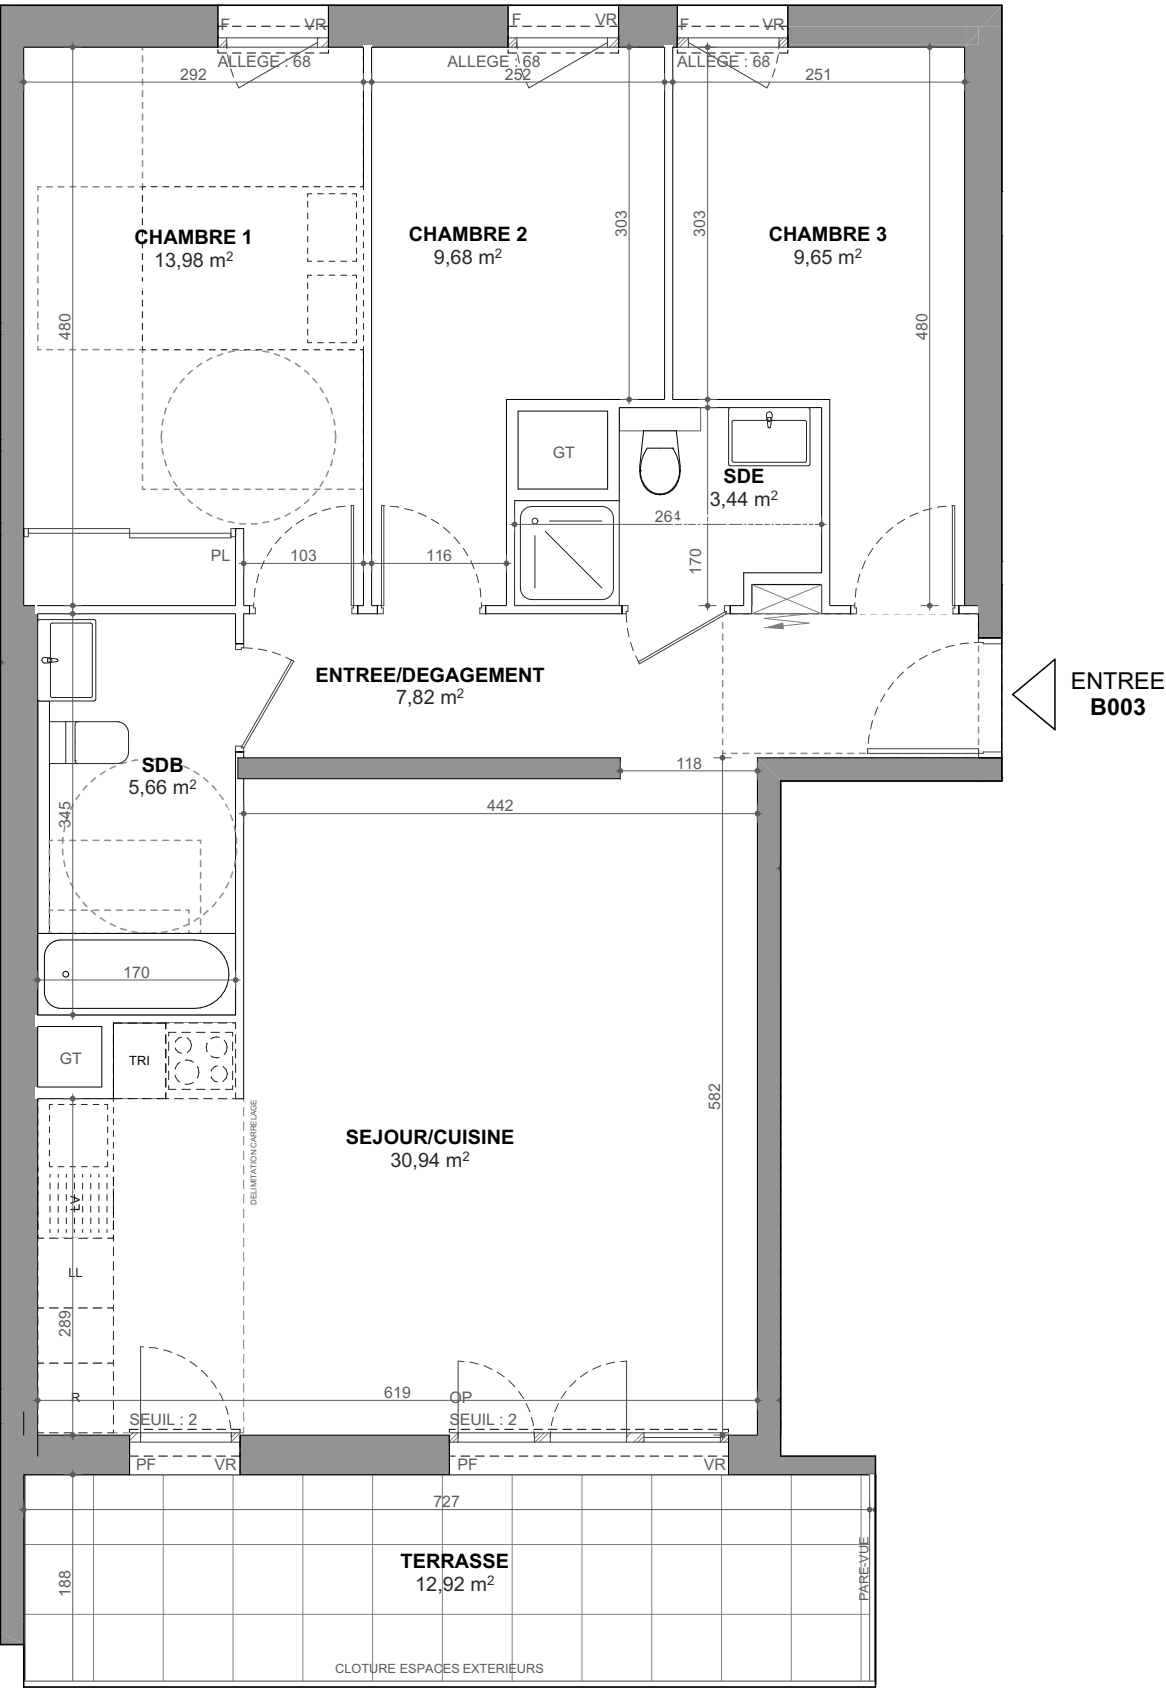 F VR
F VR
F VR
ALLEGE : 68
ALLEGE : 68
ALLEGE : 68
292
252
251
303
303
CHAMBRE 1
13,98 m²
CHAMBRE 2
9,68 m²
CHAMBRE 3
9,65 m²
480
480
GT
SDE
3,44 m²
264
PL
103
116
170
ENTREE/DEGAGEMENT
7,82 m²
ENTREE
B003
SDB
5,66 m²
118
345
442
170
GT
TRI
582
DELIMITATION CARRELAGE
SEJOUR/CUISINE
30,94 m²
LV
LL
289
R
619
OP
SEUIL : 2
SEUIL : 2
PF VR
PF VR
727
TERRASSE
12,92 m²
188
PARE-VUE
CLOTURE ESPACES EXTERIEURS